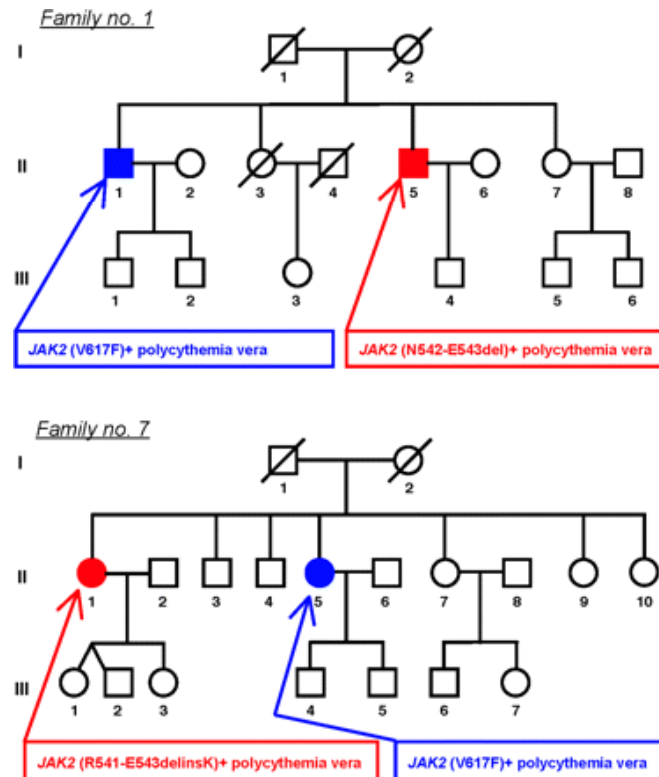 Family no. 1
I
1 2
II
1 2 3 4 5 6 7 8
III
1 2 3 4 5 6
JAK2 (V617F)+ polycythemia vera JAK2 (N542-E543del)+ polycythemia vera
Family no. 7
I
1 2
II
1 2 3 4 5 6 7 8 9 10
III
1 2 3 4 5 6 7
JAK2 (R541-E543delinsK)+ polycythemia vera JAK2 (V617F)+ polycythemia vera